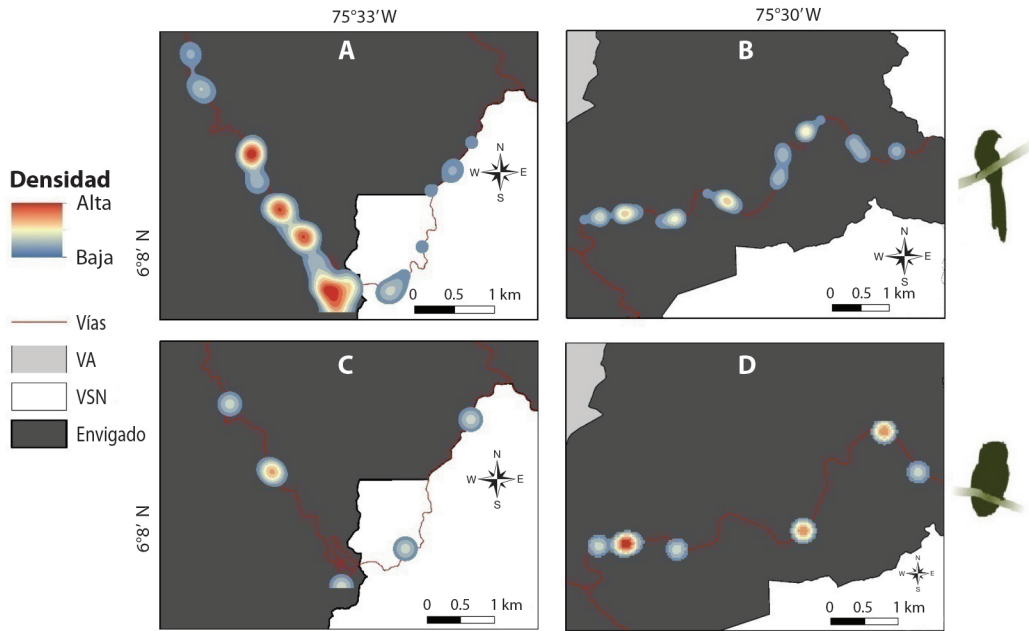 75°33’W
75°30’W
A
B
Densidad
Alta
Baja
Vías
VA
VSN
Envigado
6°8’ N
N
W
E
S
0 0.5 1 km
N
W
E
S
0 0.5 1 km
C
D
6°8’ N
N
W
E
S
0 0.5 1 km
N
W
E
S
0 0.5 1 km